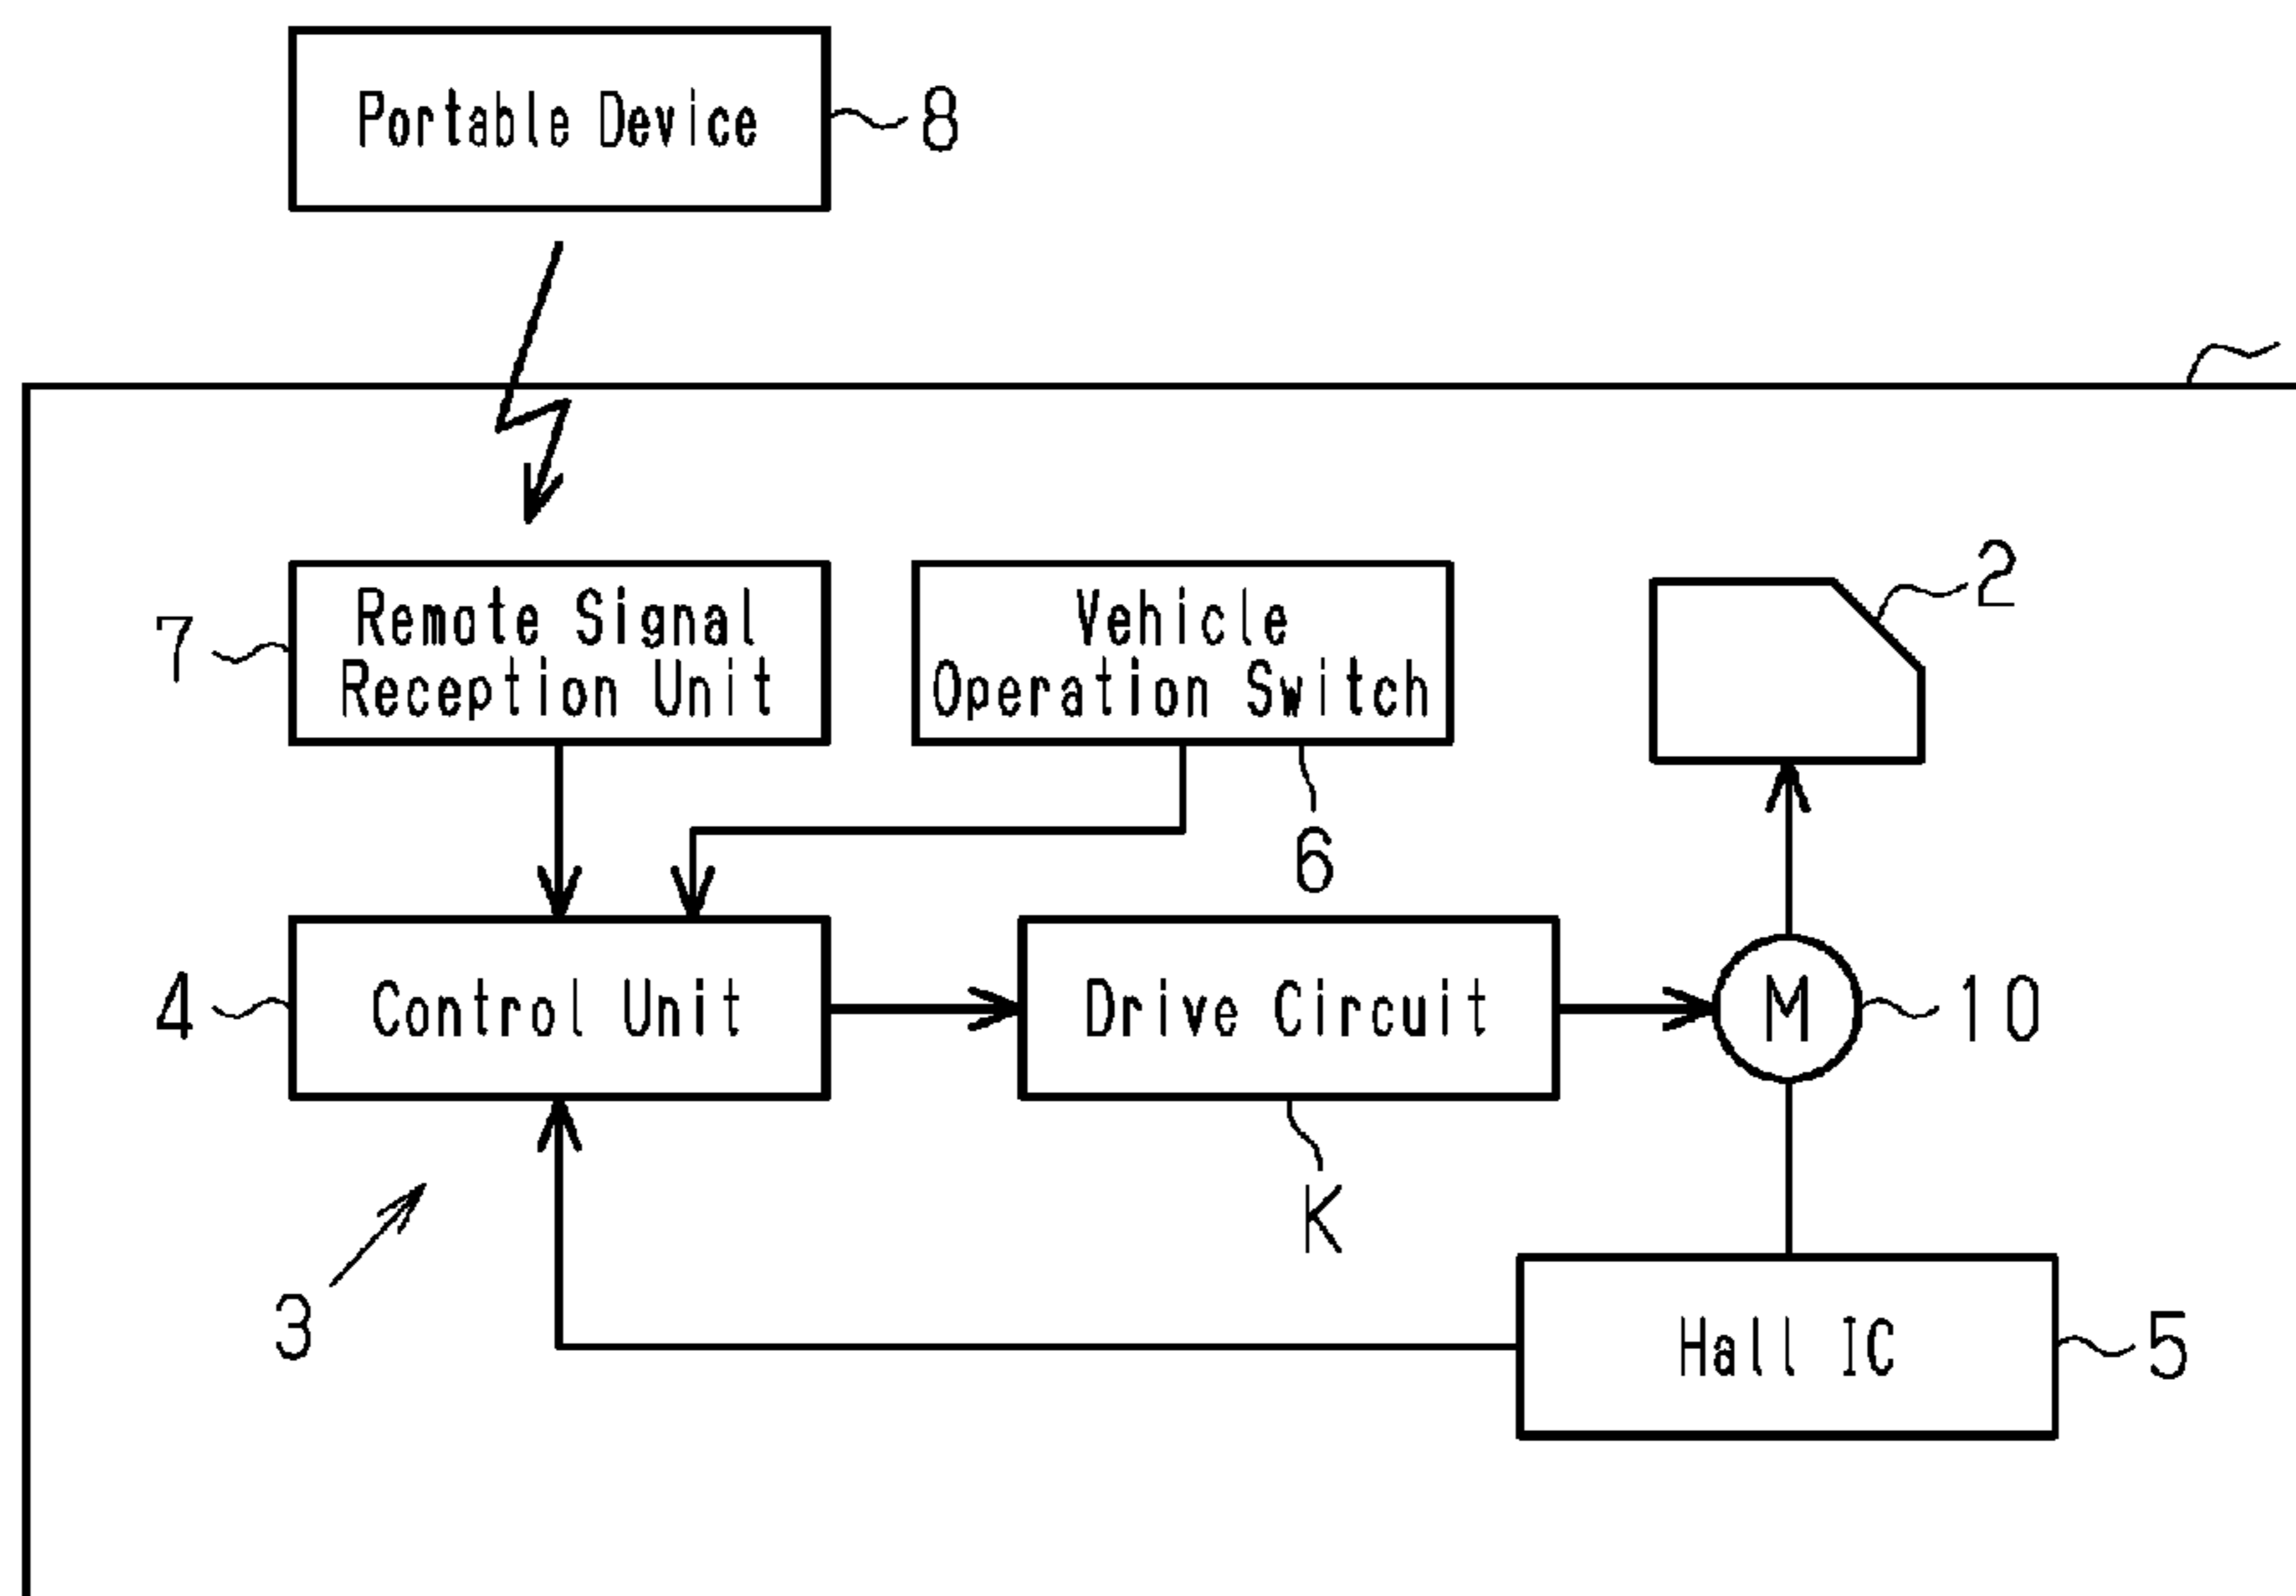 Portable Device
8
Remote Signal
Reception Unit
7
Vehicle
Operation Switch
6
2
4
Control Unit
Drive Circuit
K
M
10
3
Hall IC
5